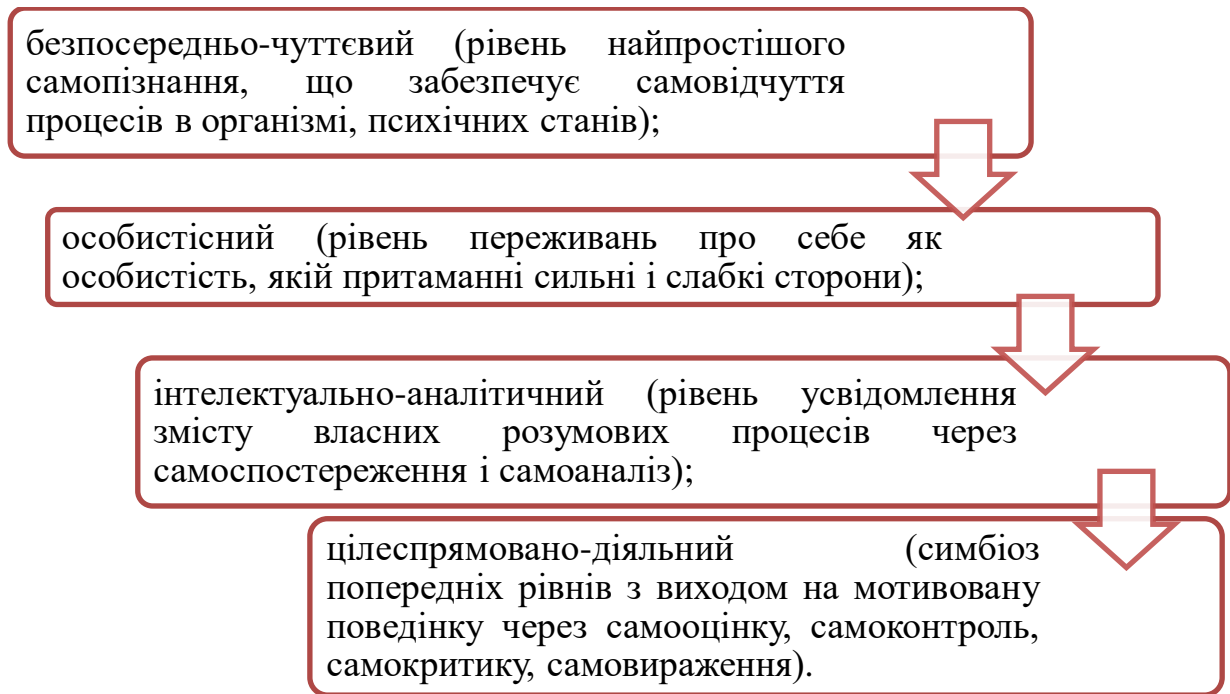 безпосередньо-чуттєвий (рівень найпростішого
самопізнання, що забезпечує самовідчуття
процесів в організмі, психічних станів);
особистісний (рівень переживань про себе як
особистість, якій притаманні сильні і слабкі сторони);
інтелектуально-аналітичний (рівень усвідомлення
змісту власних розумових процесів через
самоспостереження і самоаналіз);
цілеспрямовано-діяльний (симбіоз
попередніх рівнів з виходом на мотивовану
поведінку через самооцінку, самоконтроль,
самокритику, самовираження).